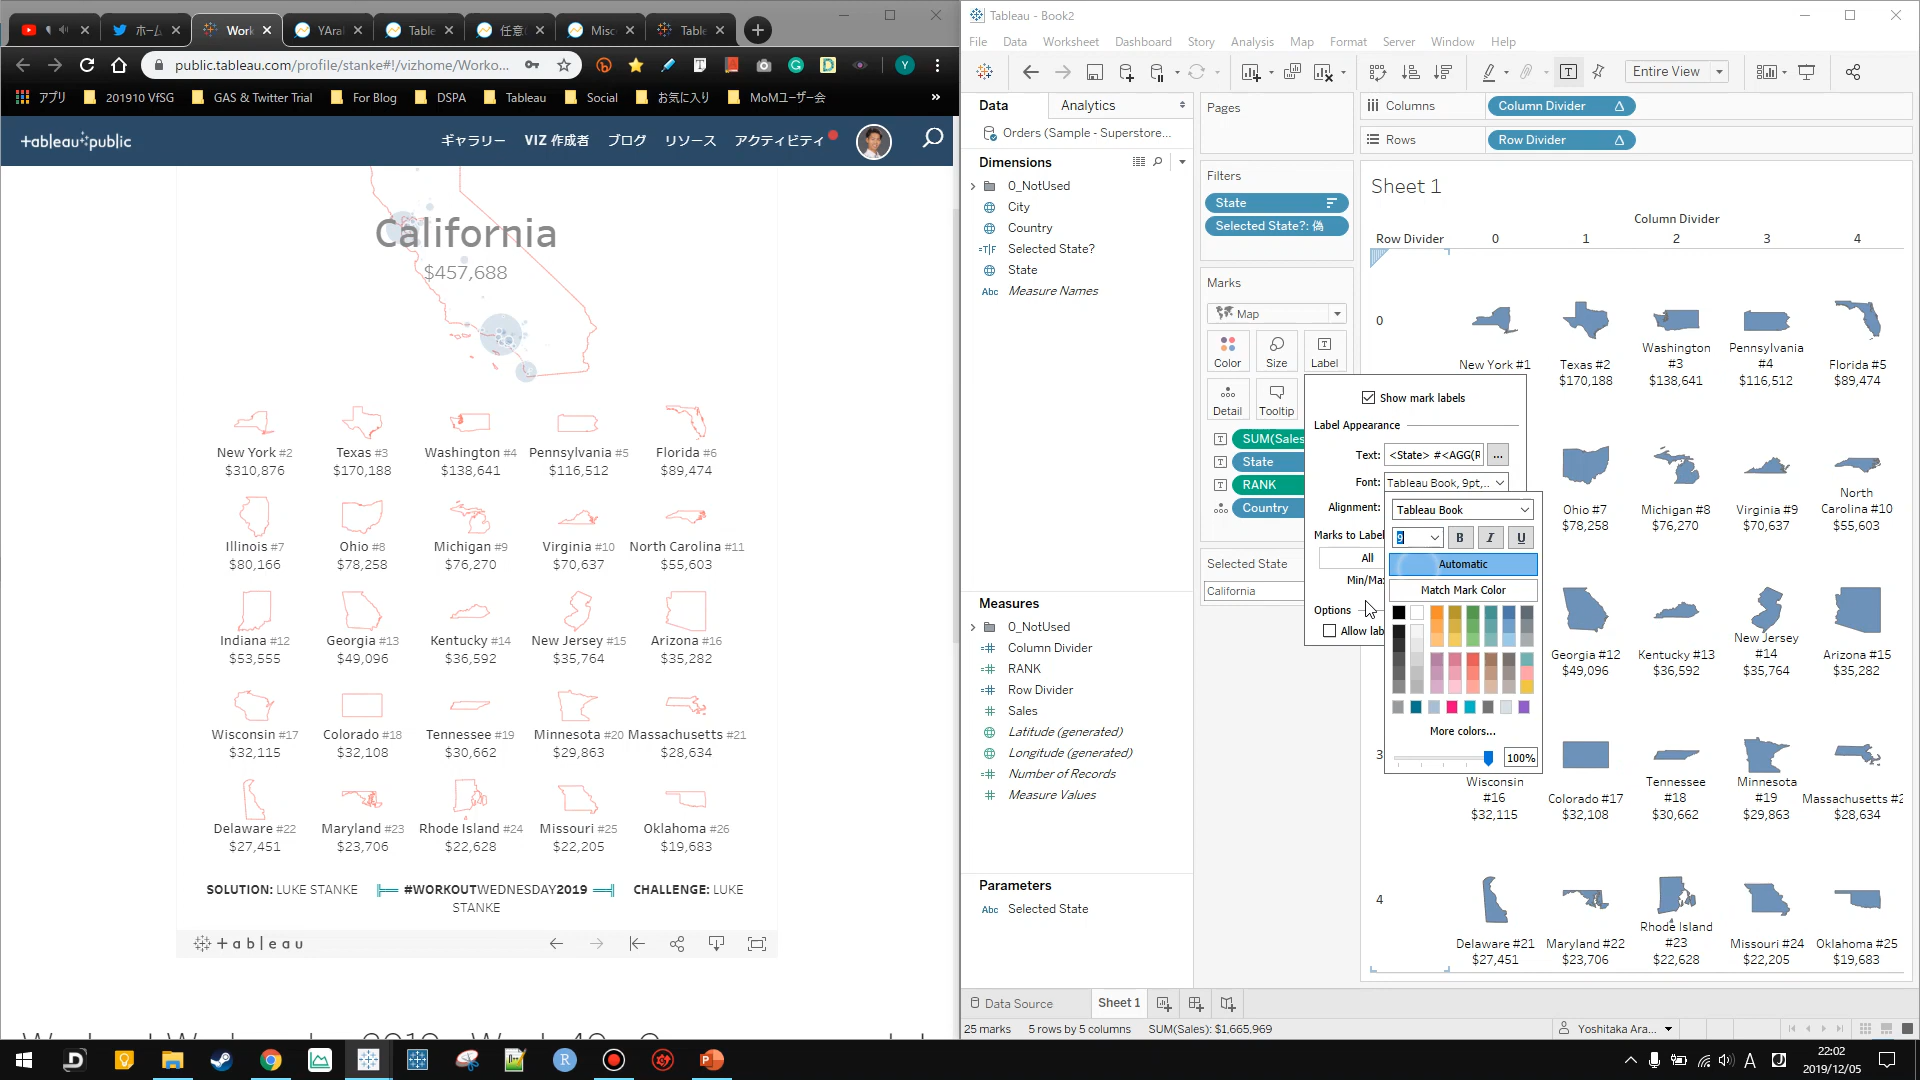 ホーム
Work
YAral
Table
任意(
Misc
Table
public.tableau.com/profile/stanke#!/vizhome/Worko...
Y
アプリ
201910 VfSG
GAS & Twitter Trial
For Blog
DSPA
Tableau
Social
お気に入り
MoMユーザー会
»
+ableau public
ギャラリー
VIZ 作成者
ブログ
リソース
アクティビティ
California
$457,688
New York #2
Texas #3
Washington #4
Pennsylvania #5
Florida #6
$310,876
$170,188
$138,641
$116,512
$89,474
Illinois #7
Ohio #8
Michigan #9
Virginia #10
North Carolina #11
$80,166
$78,258
$76,270
$70,637
$55,603
Indiana #12
Georgia #13
Kentucky #14
New Jersey #15
Arizona #16
$53,555
$49,096
$36,592
$35,764
$35,282
Wisconsin #17
Colorado #18
Tennessee #19
Minnesota #20
Massachusetts #21
$32,115
$32,108
$30,662
$29,863
$28,634
Delaware #22
Maryland #23
Rhode Island #24
Missouri #25
Oklahoma #26
$27,451
$23,706
$22,628
$22,205
$19,683
SOLUTION: LUKE STANKE
#WORKOUTWEDNESDAY2019
CHALLENGE: LUKE
STANKE
+ a b l e a u
Tableau - Book2
File
Data
Worksheet
Dashboard
Story
Analysis
Map
Format
Server
Window
Help
Entire View
Data
Analytics
Orders (Sample - Superstore...
Dimensions
0_NotUsed
City
Country
=T|F Selected State?
State
Abc Measure Names
Measures
0_NotUsed
Column Divider
RANK
Row Divider
Sales
Latitude (generated)
Longitude (generated)
Number of Records
Measure Values
Parameters
Abc Selected State
Pages
Filters
State
Selected State?: 偽
Marks
Map
Color
Size
Label
Detail
Tooltip
SUM(Sales
State
RANK
Country
Selected State
California
Show mark labels
Label Appearance
Text: <State> #<AGG(R ...
Font: Tableau Book, 9pt,...
Alignment:
Marks to Label
All
Min/Max
Options
Allow lab
Tableau Book
9
B
I
U
Automatic
Match Mark Color
More colors...
100%
Columns
Column Divider
Rows
Row Divider
Sheet 1
Column Divider
Row Divider
0
1
2
3
4
0
New York #1
Texas #2
Washington
#3
Pennsylvania
#4
Florida #5
$170,188
$138,641
$116,512
$89,474
Ohio #7
Michigan #8
Virginia #9
North
Carolina #10
$78,258
$76,270
$70,637
$55,603
Georgia #12
Kentucky #13
New Jersey
#14
Arizona #15
$49,096
$36,592
$35,764
$35,282
3
Wisconsin
#16
Colorado #17
Tennessee
#18
Minnesota
#19
Massachusetts #2
$32,115
$32,108
$30,662
$29,863
$28,634
4
Delaware #21
Maryland #22
Rhode Island
#23
Missouri #24
Oklahoma #25
$27,451
$23,706
$22,628
$22,205
$19,683
Data Source
Sheet 1
25 marks
5 rows by 5 columns
SUM(Sales): $1,665,969
Yoshitaka Ara...
A
22:02
2019/12/05